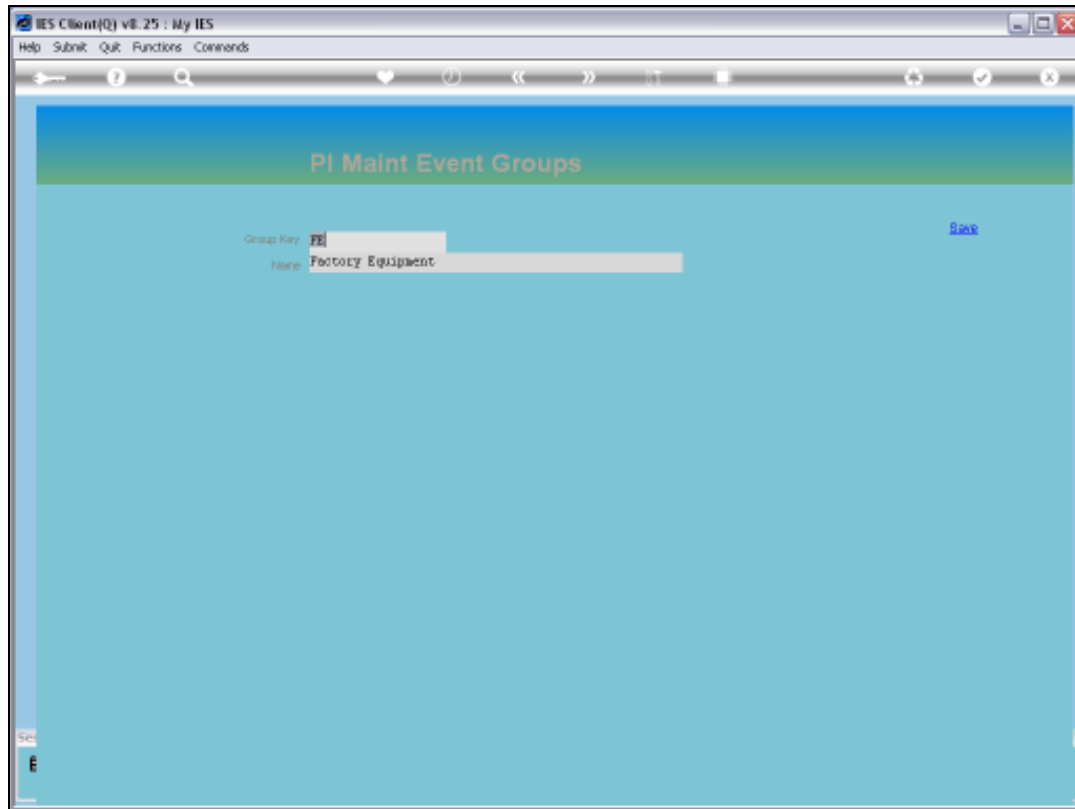 IES Client(Q) v8.25 : My IES
Help Submit Quit Functions Commands
PI Maint Event Groups
Save
Group Key FE
Name Factory Equipment